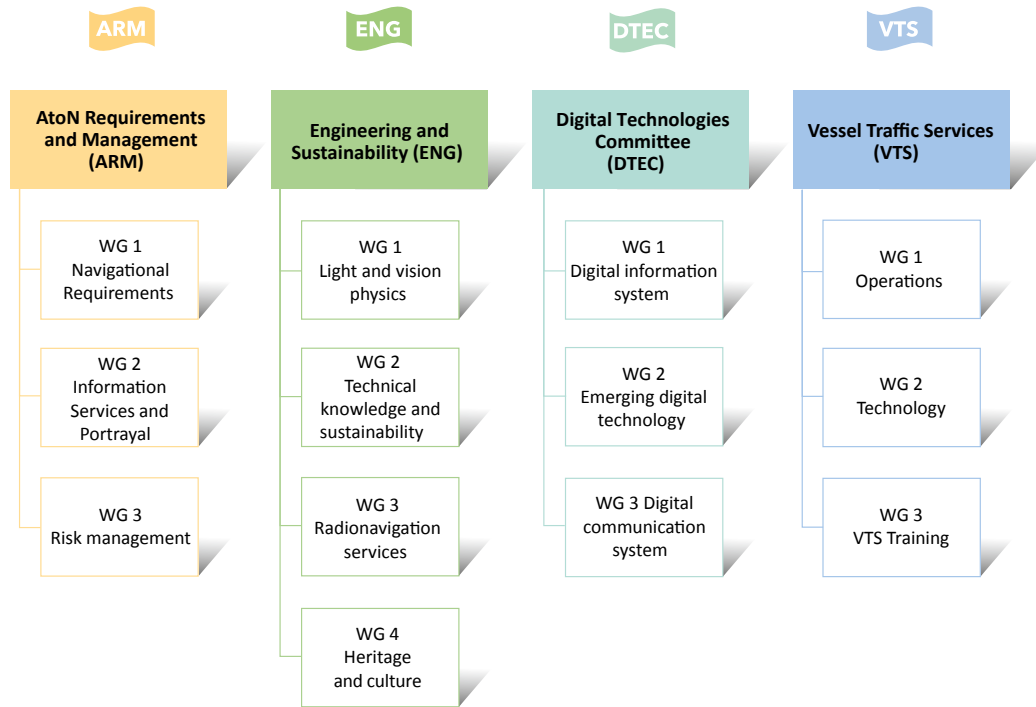 ARM
ENG
DTEC
VTS
AtoN Requirements
and Management
(ARM)
WG 1
Navigational
Requirements
WG 2
Information
Services and
Portrayal
WG 3
Risk management
Engineering and
Sustainability (ENG)
WG 1
Light and vision
physics
WG 2
Technical
knowledge and
sustainability
WG 3
Radionavigation
services
WG 4
Heritage
and culture
Digital Technologies
Committee
(DTEC)
WG 1
Digital information
system
WG 2
Emerging digital
technology
WG 3 Digital
communication
system
Vessel Traffic Services
(VTS)
WG 1
Operations
WG 2
Technology
WG 3
VTS Training